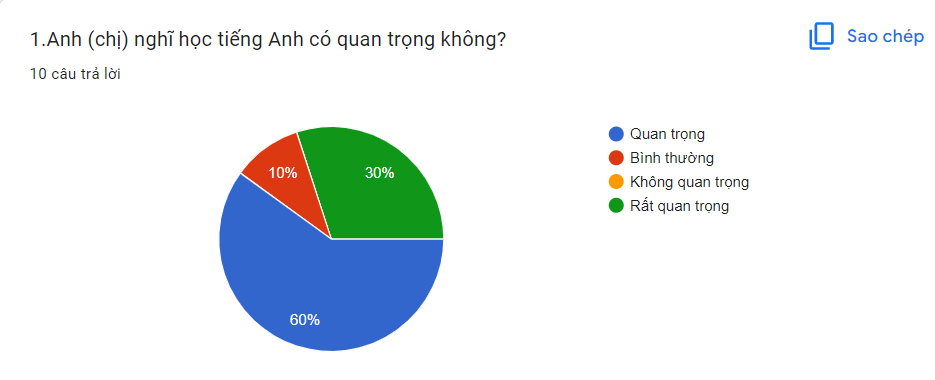 1.Anh (chị) nghĩ học tiếng Anh có quan trọng không?
Sao chép
10 câu trả lời
10%
30%
60%
Quan trọng
Bình thường
Không quan trọng
Rất quan trọng